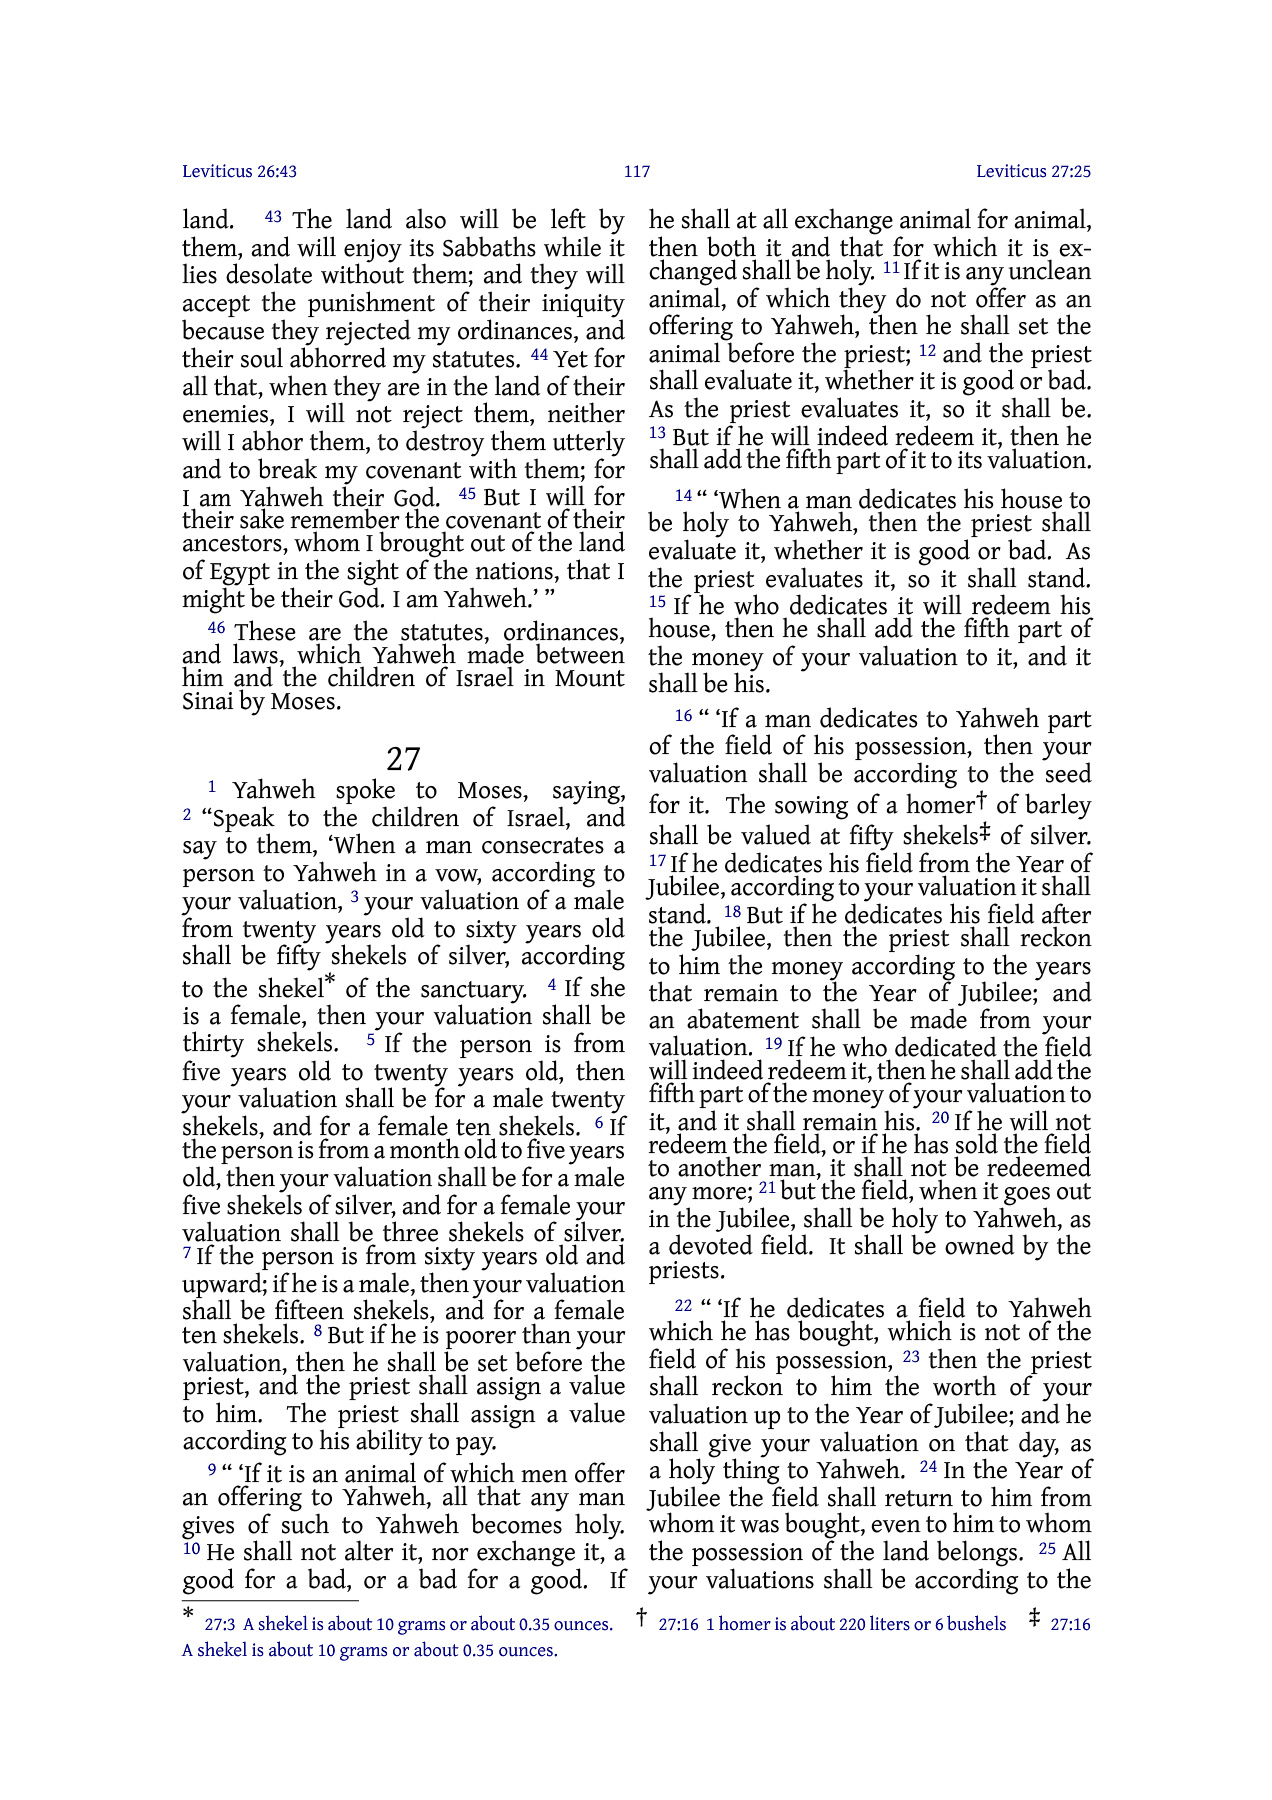 Leviticus 26:43
117
Leviticus 27:25
land. 43 The land also will be left by
them, and will enjoy its Sabbaths while it
lies desolate without them; and they will
accept the punishment of their iniquity
because they rejected my ordinances, and
their soul abhorred my statutes. 44 Yet for
all that, when they are in the land of their
enemies, I will not reject them, neither
will I abhor them, to destroy them utterly
and to break my covenant with them; for
I am Yahweh their God. 45 But I will for
their sake remember the covenant of their
ancestors, whom I brought out of the land
of Egypt in the sight of the nations, that I
might be their God. I am Yahweh.’ ”
46 These are the statutes, ordinances,
and laws, which Yahweh made between
him and the children of Israel in Mount
Sinai by Moses.
27
1 Yahweh spoke to Moses, saying,
2 “Speak to the children of Israel, and
say to them, ‘When a man consecrates a
person to Yahweh in a vow, according to
your valuation, 3 your valuation of a male
from twenty years old to sixty years old
shall be fifty shekels of silver, according
to the shekel* of the sanctuary. 4 If she
is a female, then your valuation shall be
thirty shekels. 5 If the person is from
five years old to twenty years old, then
your valuation shall be for a male twenty
shekels, and for a female ten shekels. 6 If
the person is from a month old to five years
old, then your valuation shall be for a male
five shekels of silver, and for a female your
valuation shall be three shekels of silver.
7 If the person is from sixty years old and
upward; if he is a male, then your valuation
shall be fifteen shekels, and for a female
ten shekels. 8 But if he is poorer than your
valuation, then he shall be set before the
priest, and the priest shall assign a value
to him. The priest shall assign a value
according to his ability to pay.
9 “ ‘If it is an animal of which men offer
an offering to Yahweh, all that any man
gives of such to Yahweh becomes holy.
10 He shall not alter it, nor exchange it, a
good for a bad, or a bad for a good. If
he shall at all exchange animal for animal,
then both it and that for which it is ex-
changed shall be holy. 11 If it is any unclean
animal, of which they do not offer as an
offering to Yahweh, then he shall set the
animal before the priest; 12 and the priest
shall evaluate it, whether it is good or bad.
As the priest evaluates it, so it shall be.
13 But if he will indeed redeem it, then he
shall add the fifth part of it to its valuation.
14 “ ‘When a man dedicates his house to
be holy to Yahweh, then the priest shall
evaluate it, whether it is good or bad. As
the priest evaluates it, so it shall stand.
15 If he who dedicates it will redeem his
house, then he shall add the fifth part of
the money of your valuation to it, and it
shall be his.
16 “ ‘If a man dedicates to Yahweh part
of the field of his possession, then your
valuation shall be according to the seed
for it. The sowing of a homer† of barley
shall be valued at fifty shekels‡ of silver.
17 If he dedicates his field from the Year of
Jubilee, according to your valuation it shall
stand. 18 But if he dedicates his field after
the Jubilee, then the priest shall reckon
to him the money according to the years
that remain to the Year of Jubilee; and
an abatement shall be made from your
valuation. 19 If he who dedicated the field
will indeed redeem it, then he shall add the
fifth part of the money of your valuation to
it, and it shall remain his. 20 If he will not
redeem the field, or if he has sold the field
to another man, it shall not be redeemed
any more; 21 but the field, when it goes out
in the Jubilee, shall be holy to Yahweh, as
a devoted field. It shall be owned by the
priests.
22 “ ‘If he dedicates a field to Yahweh
which he has bought, which is not of the
field of his possession, 23 then the priest
shall reckon to him the worth of your
valuation up to the Year of Jubilee; and he
shall give your valuation on that day, as
a holy thing to Yahweh. 24 In the Year of
Jubilee the field shall return to him from
whom it was bought, even to him to whom
the possession of the land belongs. 25 All
your valuations shall be according to the
* 27:3 A shekel is about 10 grams or about 0.35 ounces. † 27:16 1 homer is about 220 liters or 6 bushels ‡ 27:16
A shekel is about 10 grams or about 0.35 ounces.